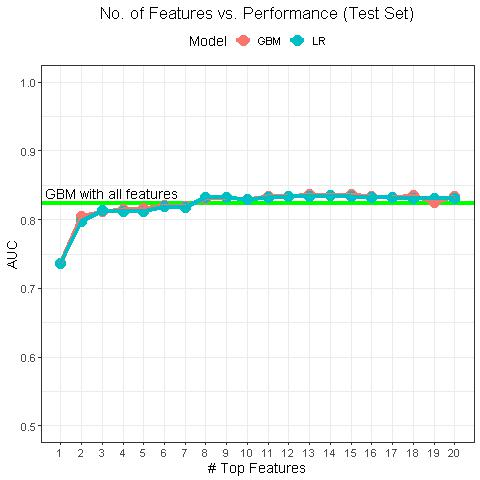 No. of Features vs. Performance (Test Set)
Model GBM LR
1.0
0.9
GBM with all features
0.8
0.7
0.6
0.5
AUC
1 2 3 4 5 6 7 8 9 10 11 12 13 14 15 16 17 18 19 20
# Top Features